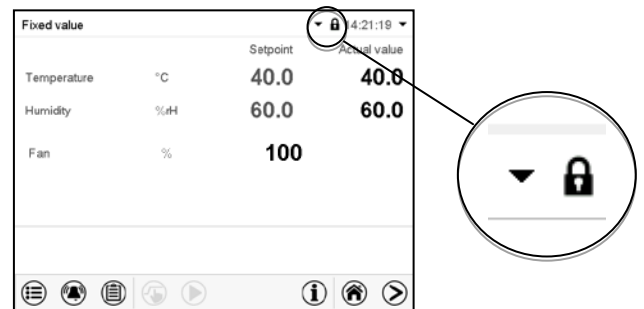 Fixed value 14:21:19
Setpoint Actual value
Temperature °C 40.0 40.0
Humidity %rH 60.0 60.0
Fan % 100